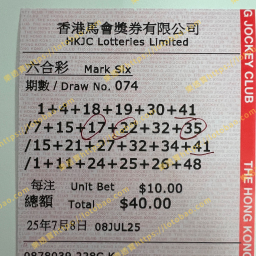 香港馬會獎券有限公司
HKJC Lotteries Limited
六合彩 Mark Six
期數 / Draw No. 074
1+4+18+19+30+41
/7+15+17+22+32+35
/15+21+27+32+34+41
/1+11+24+25+26+48
每注 Unit Bet $10.00
總額 Total $40.00
25年7月8日 08JUL25
G JOCKEY CLUB
THE HONG KONG